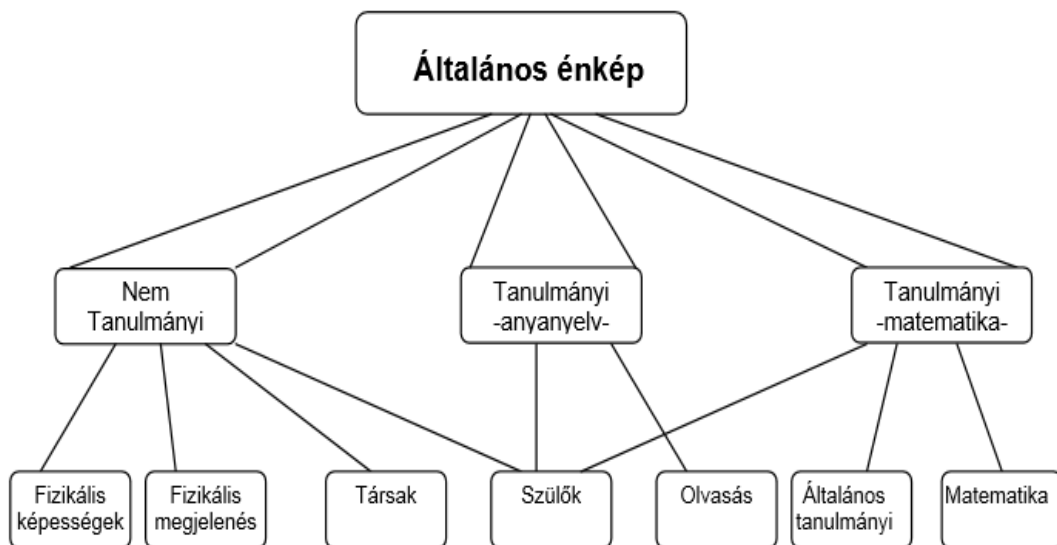 Általános énkép
Nem
Tanulmányi
Tanulmányi
-anyanyelv-
Tanulmányi
-matematika-
Fizikális
képességek
Fizikális
megjelenés
Társak
Szülők
Olvasás
Általános
tanulmányi
Matematika